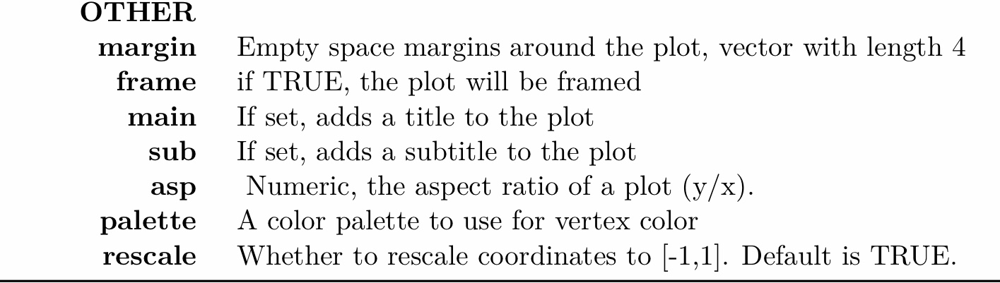 OTHER
margin Empty space margins around the plot, vector with length 4
frame if TRUE, the plot will be framed
main If set, adds a title to the plot
sub If set, adds a subtitle to the plot
asp Numeric, the aspect ratio of a plot (y/x).
palette A color palette to use for vertex color
rescale Whether to rescale coordinates to [-1,1]. Default is TRUE.